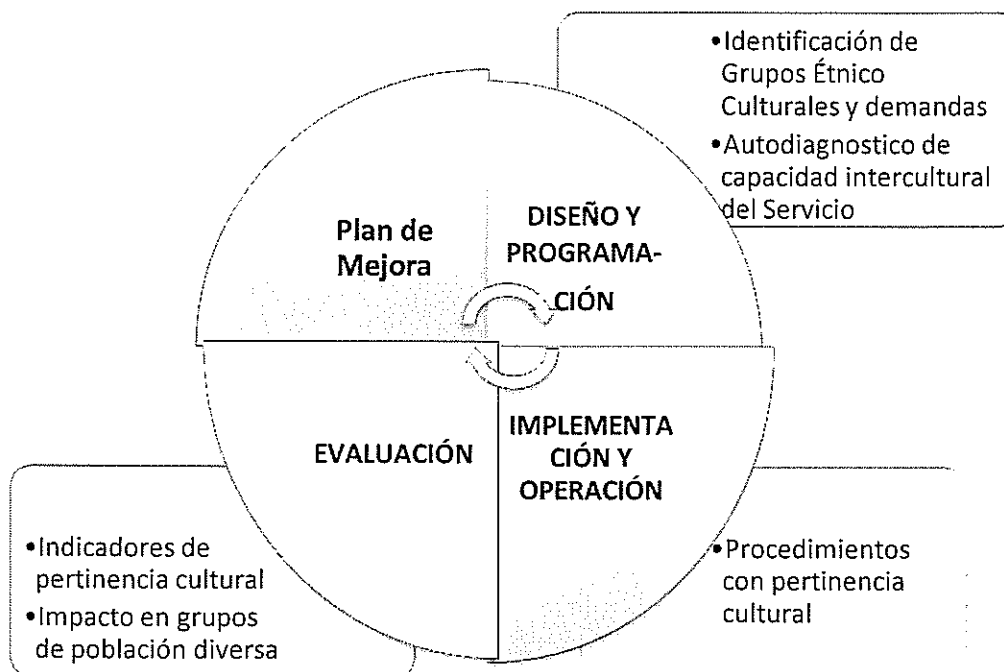 •Identificación de
Grupos Étnico
Culturales y demandas
•Autodiagnostico de
capacidad intercultural
del Servicio
Plan de
Mejora
DISEÑO Y
PROGRAMA-
CIÓN
EVALUACIÓN
IMPLEMENTA
CIÓN Y
OPERACIÓN
•Indicadores de
pertinencia cultural
•Impacto en grupos
de población diversa
•Procedimientos
con pertinencia
cultural